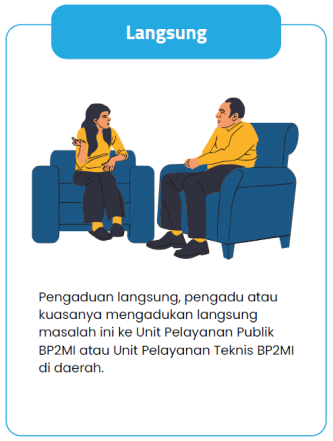 Langsung
Pengaduan langsung, pengadu atau
kuasanya mengadukan langsung
masalah ini ke Unit Pelayanan Publik
BP2MI atau Unit Pelayanan Teknis BP2MI
di daerah.